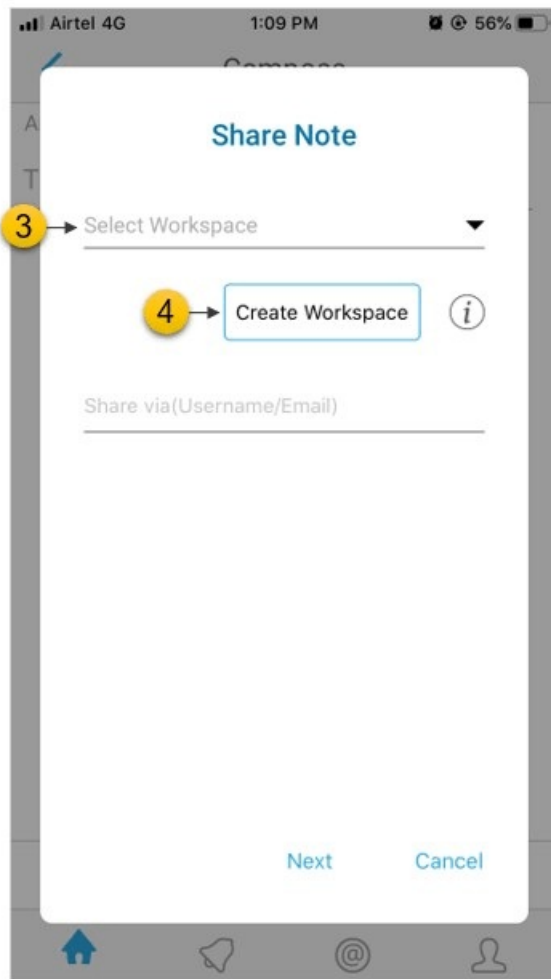 Airtel 4G 1:09 PM 56%
Compose
A
Share Note
T
3 Select Workspace
4 Create Workspace i
Share via(Username/Email)
Next Cancel
@